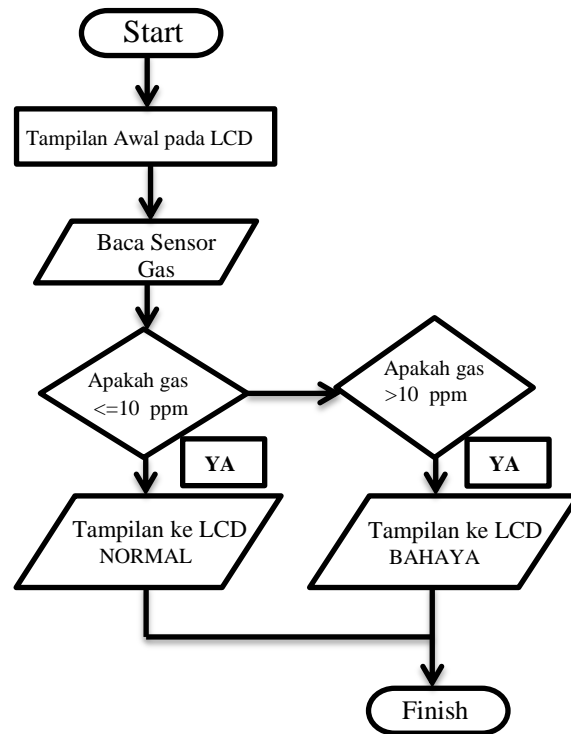 Start
Tampilan Awal pada LCD
Baca Sensor
Gas
Apakah gas
<=10 ppm
Apakah gas
>10 ppm
YA
YA
Tampilan ke LCD
NORMAL
Tampilan ke LCD
BAHAYA
Finish